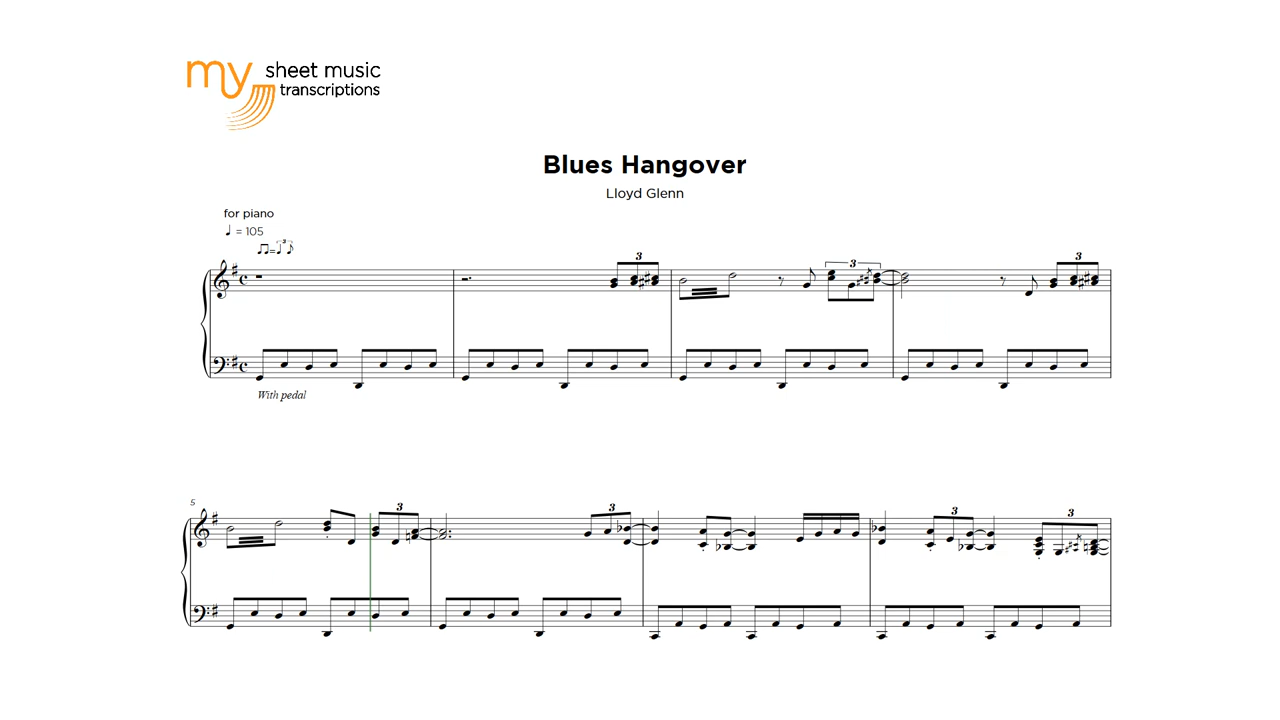 my sheet music
transcriptions
Blues Hangover
Lloyd Glenn
for piano
♩ = 105
♫=♩3♪
3
3
3
With pedal
5
3
3
3
3